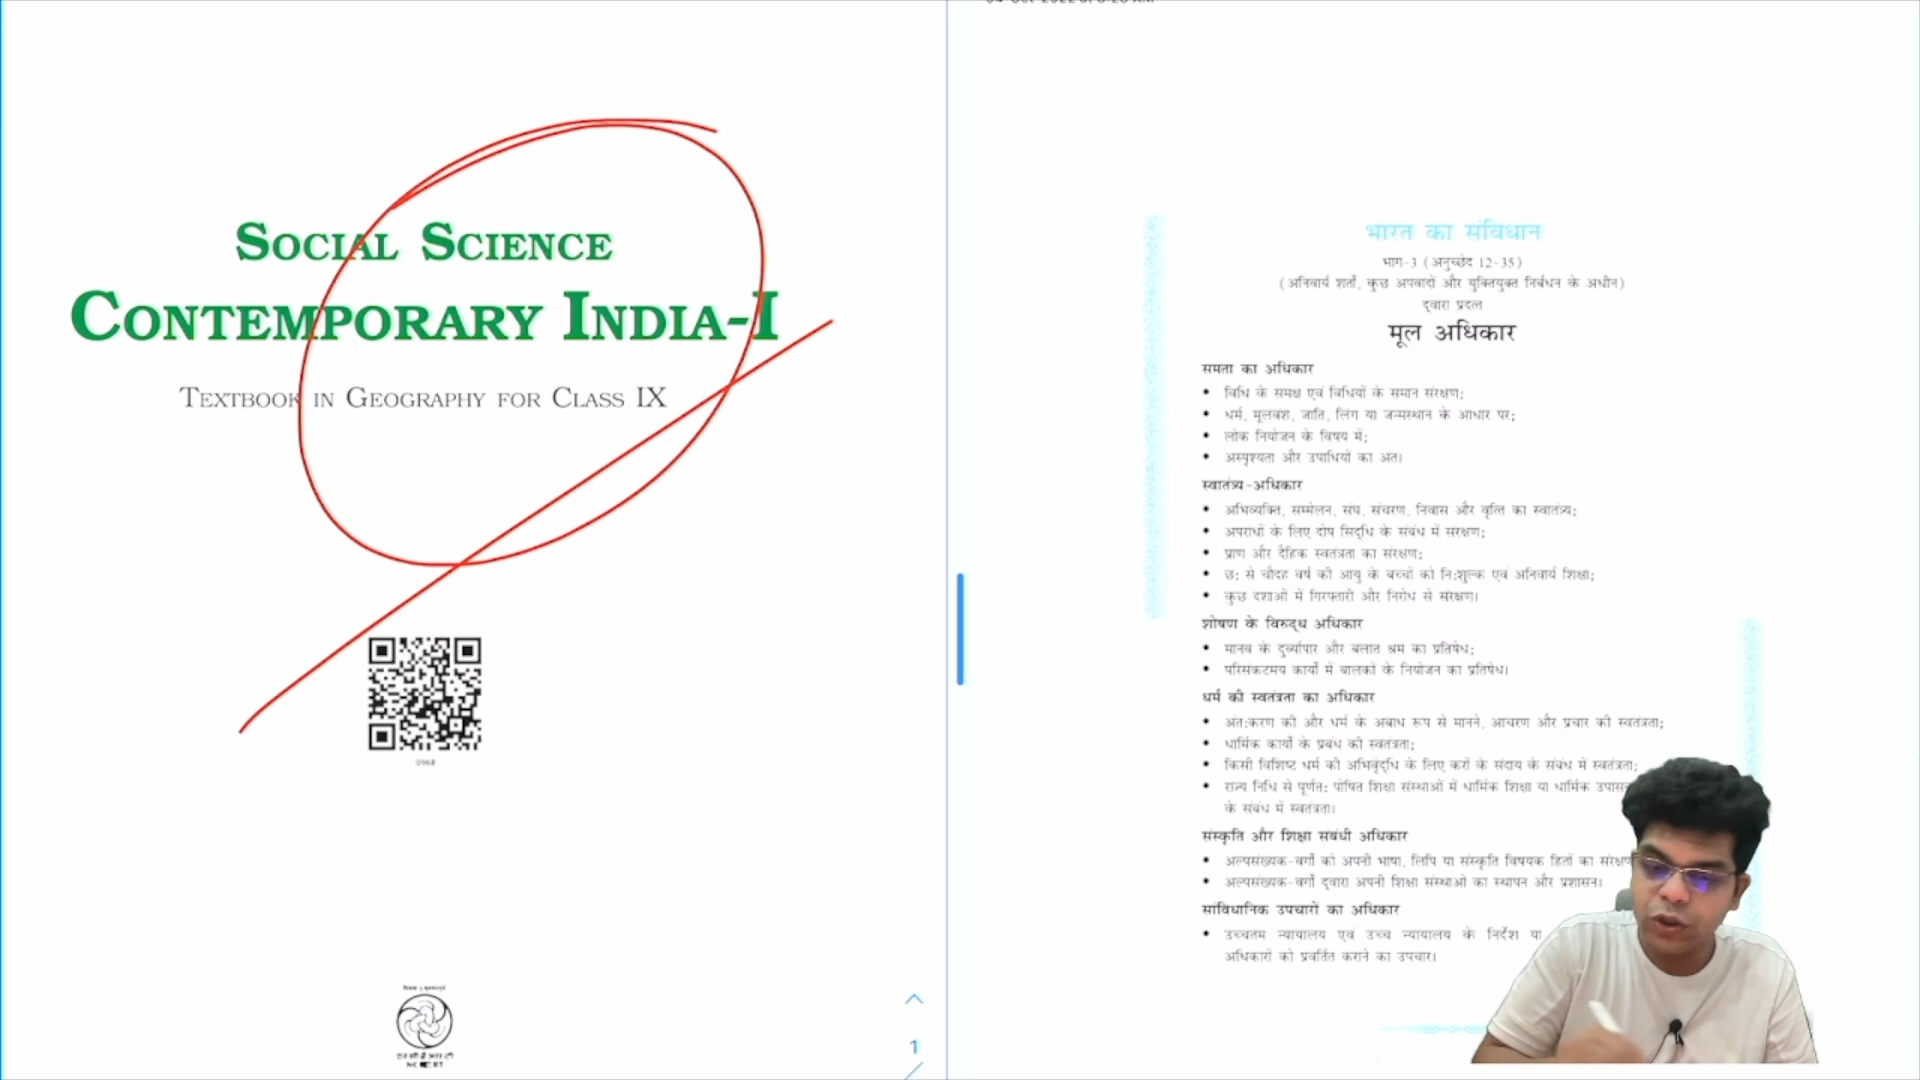 SOCIAL SCIENCE
CONTEMPORARY INDIA-I
TEXTBOOK IN GEOGRAPHY FOR CLASS IX
0968
एन सी ई आर टी
NCERT
1
भारत का संविधान
भाग-3 (अनुच्छेद 12-35)
(अनिवार्य शर्तों, कुछ अपवादों और युक्तियुक्त निर्बंधन के अधीन)
द्वारा प्रदत्त
मूल अधिकार
समता का अधिकार
• विधि के समक्ष एवं विधियों के समान संरक्षण;
• धर्म, मूलवंश, जाति, लिंग या जन्मस्थान के आधार पर;
• लोक नियोजन के विषय में;
• अस्पृश्यता और उपाधियों का अंत।
स्वातंत्र्य-अधिकार
• अभिव्यक्ति, सम्मेलन, संघ, संचरण, निवास और वृत्ति का स्वातंत्र्य;
• अपराधों के लिए दोष सिद्धि के संबंध में संरक्षण;
• प्राण और दैहिक स्वतंत्रता का संरक्षण;
• छः से चौदह वर्ष की आयु के बच्चों को निःशुल्क एवं अनिवार्य शिक्षा;
• कुछ दशाओं में गिरफ्तारी और निरोध से संरक्षण।
शोषण के विरुद्ध अधिकार
• मानव के दुर्व्यापार और बलात श्रम का प्रतिषेध;
• परिसंकटमय कार्यों में बालकों के नियोजन का प्रतिषेध।
धर्म की स्वतंत्रता का अधिकार
• अंतःकरण की और धर्म के अबाध रूप से मानने, आचरण और प्रचार की स्वतंत्रता;
• धार्मिक कार्यों के प्रबंध की स्वतंत्रता;
• किसी विशिष्ट धर्म की अभिवृद्धि के लिए करों के संदाय के संबंध में स्वतंत्रता;
• राज्य निधि से पूर्णतः पोषित शिक्षा संस्थाओं में धार्मिक शिक्षा या धार्मिक
के संबंध में स्वतंत्रता।
संस्कृति और शिक्षा संबंधी अधिकार
• अल्पसंख्यक-वर्गों को अपनी भाषा, लिपि या संस्कृति विषयक हितों का
• अल्पसंख्यक-वर्गों द्वारा अपनी शिक्षा संस्थाओं का स्थापन और प्रशासन।
सांविधानिक उपचारों का अधिकार
• उच्चतम न्यायालय एवं उच्च न्यायालय के निर्देश या
अधिकारों को प्रवर्तित कराने का उपचार।